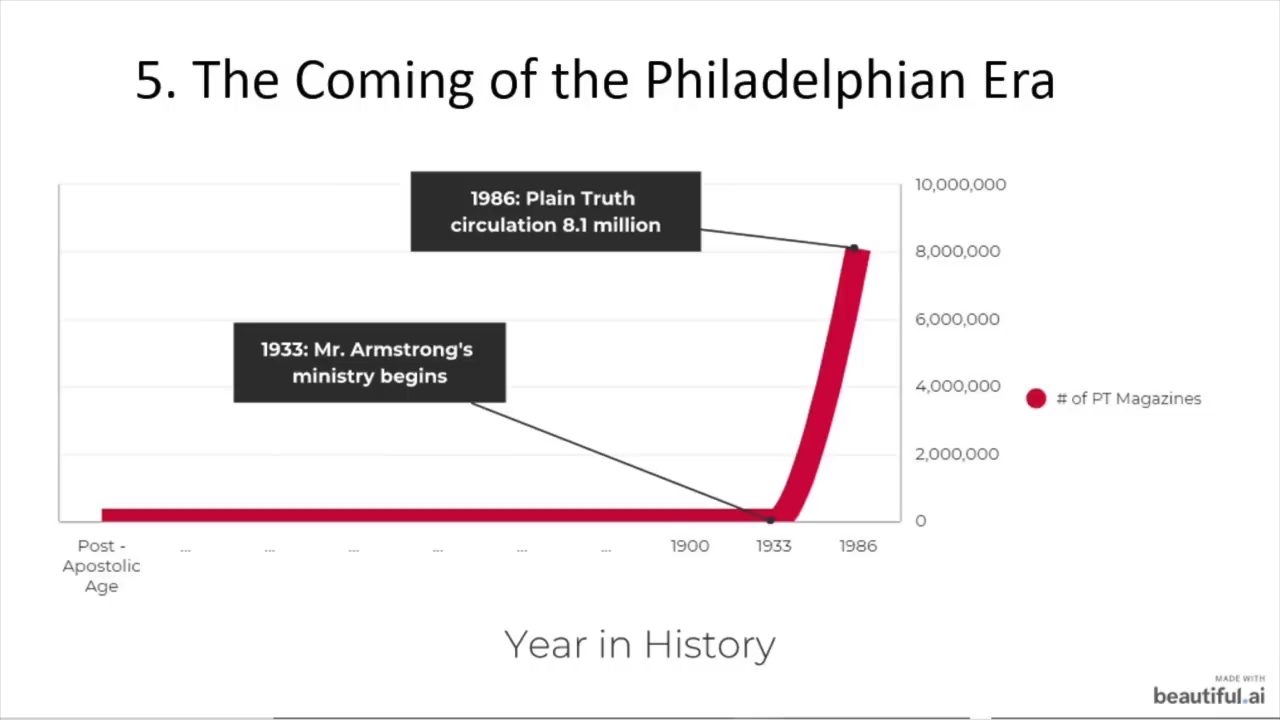 5. The Coming of the Philadelphian Era
1986: Plain Truth
circulation 8.1 million
1933: Mr. Armstrong's
ministry begins
10,000,000
8,000,000
6,000,000
4,000,000
2,000,000
0
# of PT Magazines
Post -
Apostolic
Age
...
...
...
...
...
...
1900
1933
1986
Year in History
MADE WITH
beautiful.ai